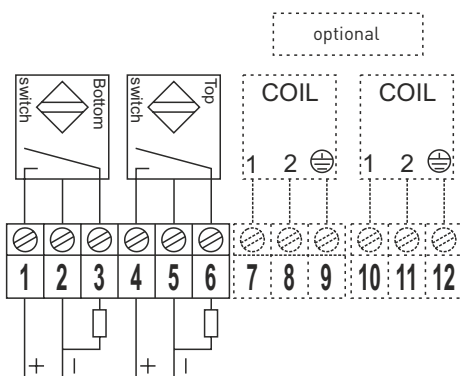 optional
Bottom
switch
Top
switch
COIL
COIL
1 2
1 2
1 2 3 4 5 6 7 8 9 10 11 12
+ − + −